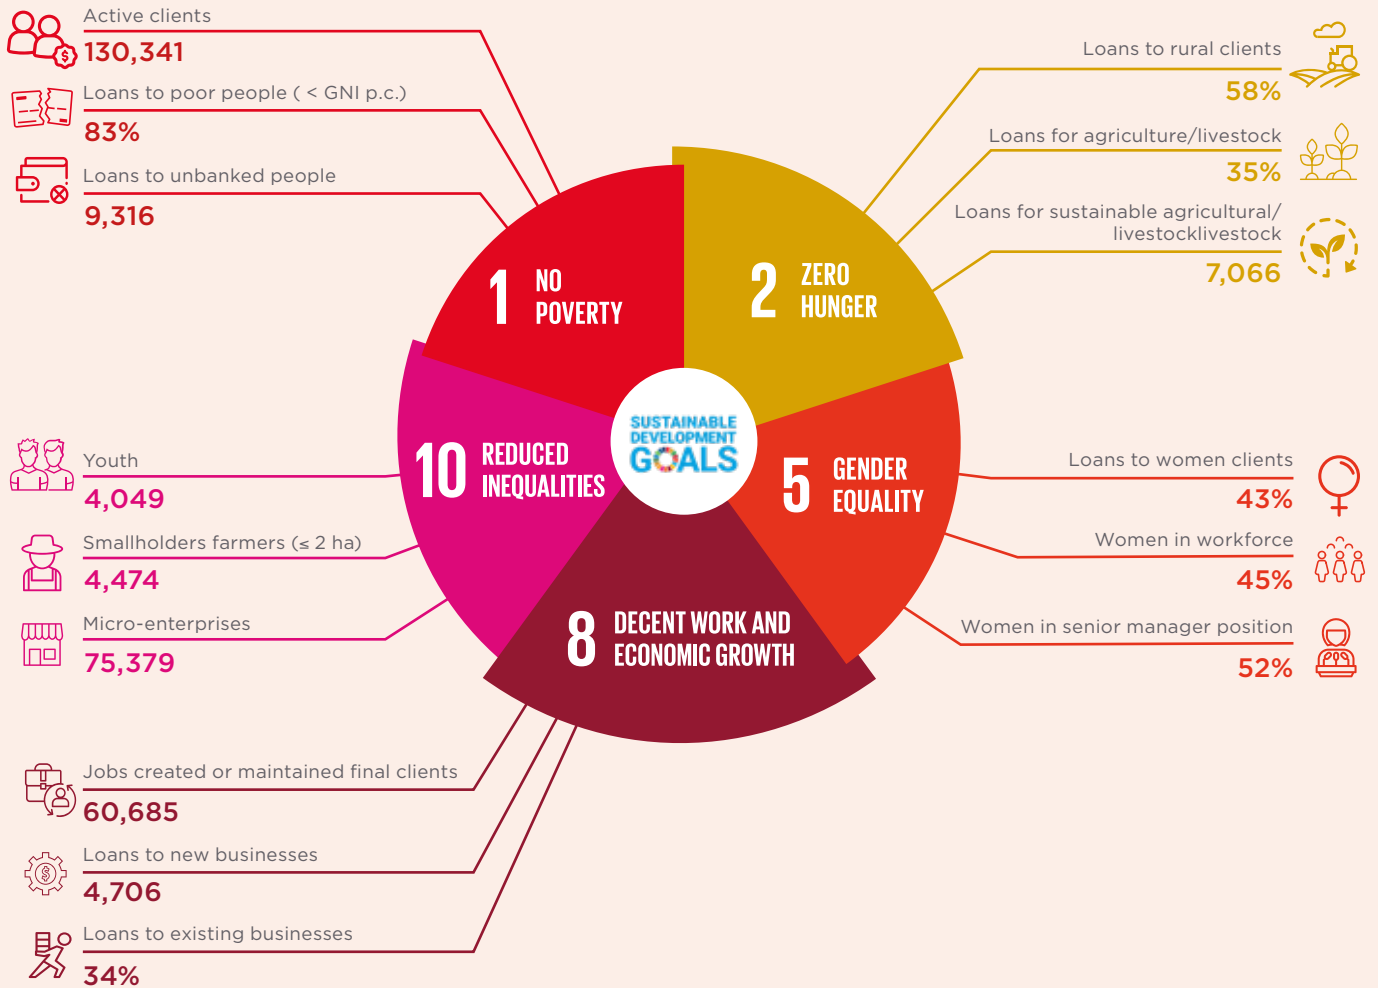 Active clients
130,341
Loans to poor people ( < GNI p.c.)
83%
Loans to unbanked people
9,316
Loans to rural clients
58%
Loans for agriculture/livestock
35%
Loans for sustainable agricultural/
livestocklivestock
7,066
1 NO
POVERTY
2 ZERO
HUNGER
SUSTAINABLE
DEVELOPMENT
GOALS
10 REDUCED
INEQUALITIES
5 GENDER
EQUALITY
8 DECENT WORK AND
ECONOMIC GROWTH
Youth
4,049
Smallholders farmers (≤ 2 ha)
4,474
Micro-enterprises
75,379
Loans to women clients
43%
Women in workforce
45%
Women in senior manager position
52%
Jobs created or maintained final clients
60,685
Loans to new businesses
4,706
Loans to existing businesses
34%